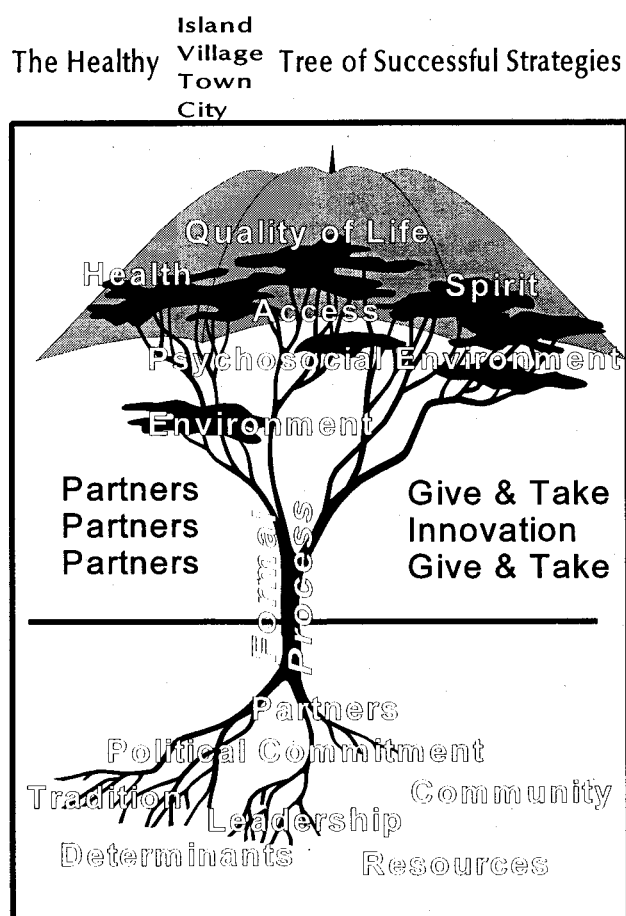 The Healthy
Island
Village
Town
City
Tree of Successful Strategies
Quality of Life
Health
Spirit
Access
Psychosocial Environment
Environment
Partners
Partners
Partners
Give & Take
Innovation
Give & Take
Formal
Process
Partners
Political Commitment
Tradition
Community
Leadership
Determinants
Resources